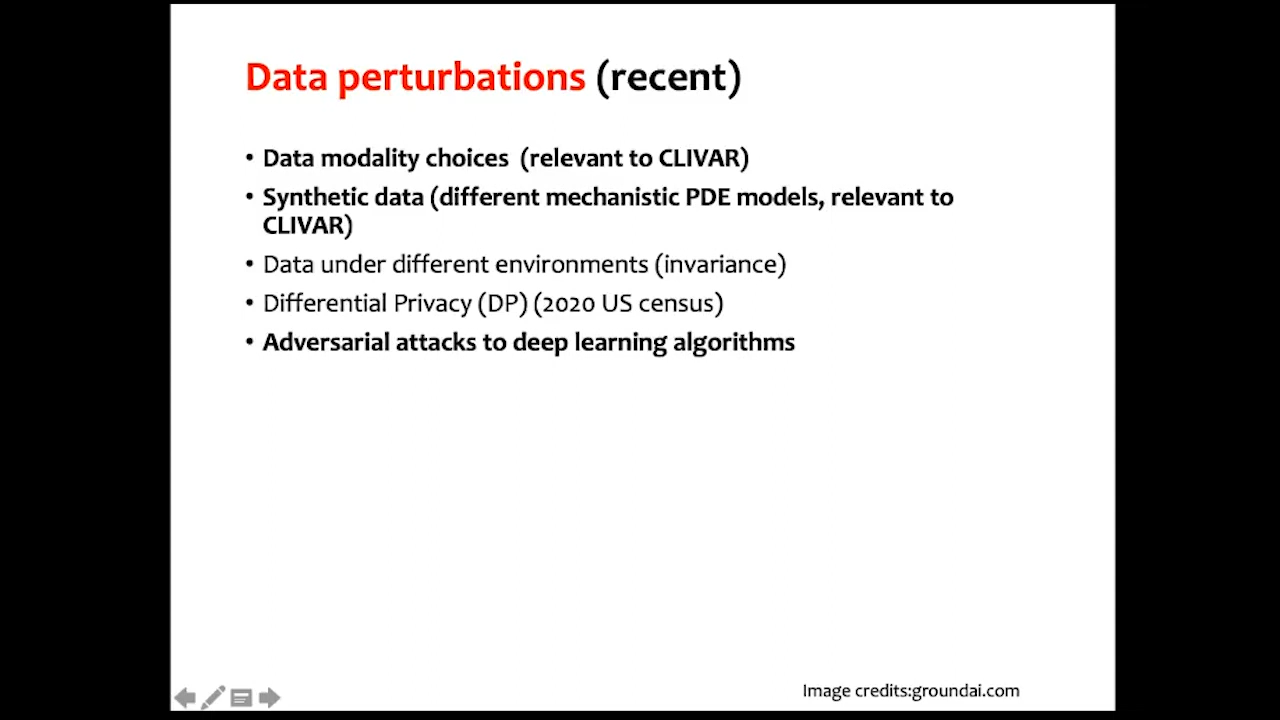 Data perturbations (recent)
• Data modality choices (relevant to CLIVAR)
• Synthetic data (different mechanistic PDE models, relevant to
CLIVAR)
• Data under different environments (invariance)
• Differential Privacy (DP) (2020 US census)
• Adversarial attacks to deep learning algorithms
Image credits:groundai.com